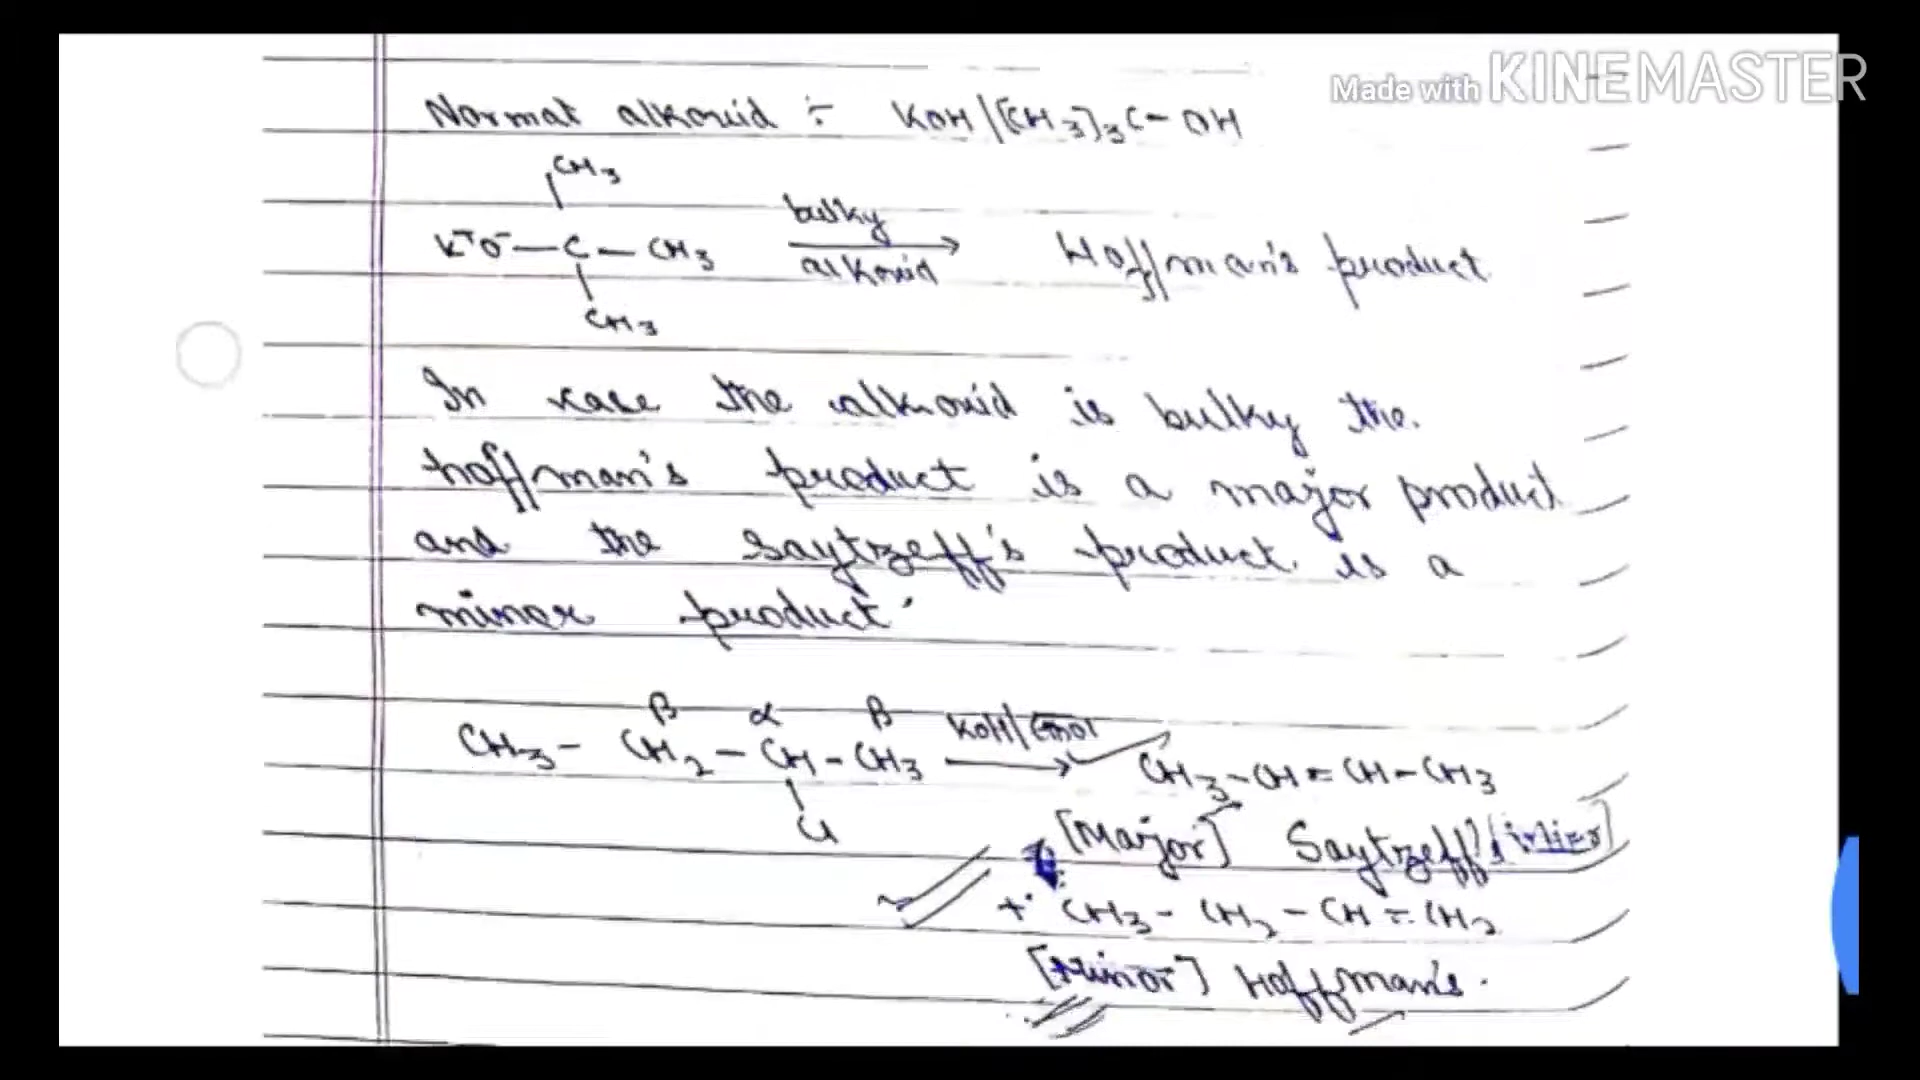 Made with KINEMASTER
Normal alkoxid ÷ KOH/[CH3]3C-OH
CH3
K+O- — C — CH3 bulky alkoxid → Hoffman's product
CH3
In case the alkoxid is bulky the.
hoffman's product is a major product
and the saytzeff's product is a
minor product.
β α β
CH3 - CH2 - CH - CH3 KOH/ → CH3-CH=CH-CH3
Cl
[Major] Saytzeff's
+ CH3 - CH2 - CH = CH2
[Minor] Hoffman's.